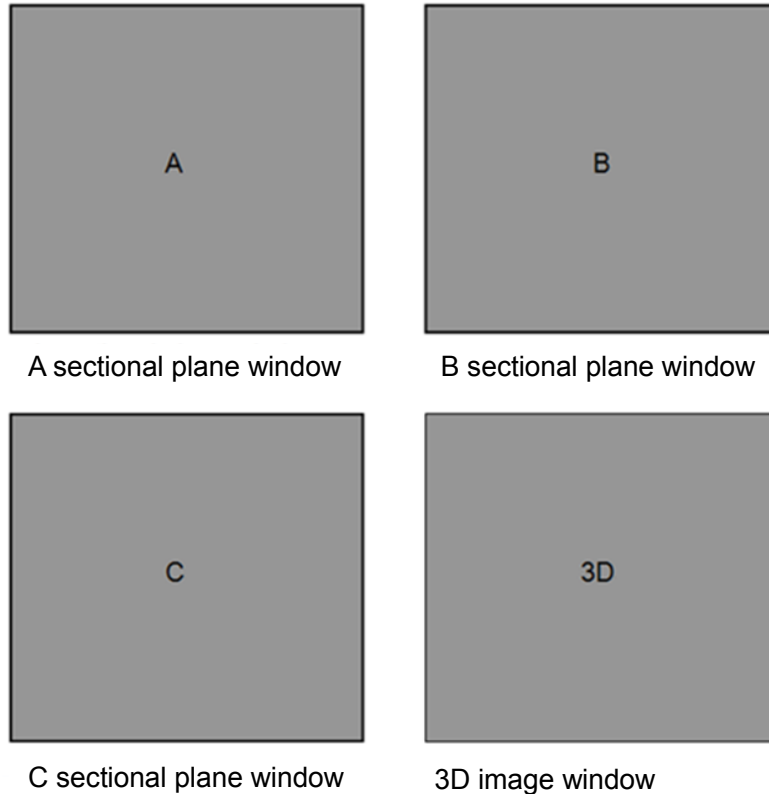 A
B
A sectional plane window
B sectional plane window
C
3D
C sectional plane window
3D image window